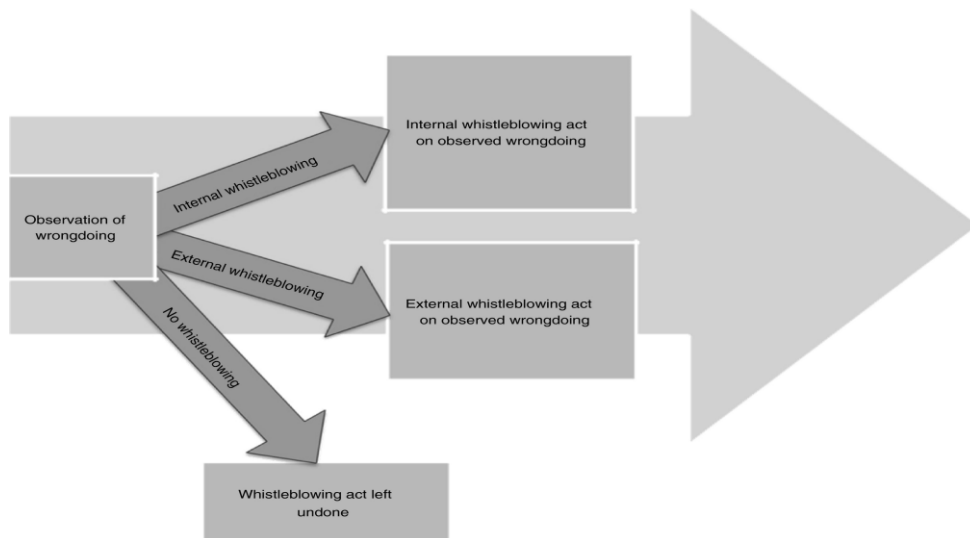 Internal whistleblowing act
on observed wrongdoing
Internal whistleblowing
Observation of
wrongdoing
External whistleblowing
External whistleblowing act
on observed wrongdoing
No whistleblowing
Whistleblowing act left
undone